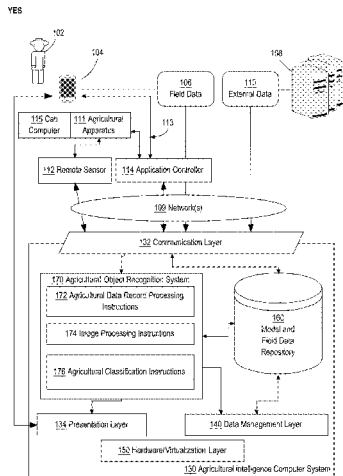 YES
102
104
106
Field Data
110
External Data
108
115 Cab Computer
111 Agricultural Apparatus
113
112 Remote Sensor
114 Application Controller
109 Network(s)
132 Communication Layer
170 Agricultural Object Recognition System
172 Agricultural Data Record Processing Instructions
174 Image Processing Instructions
176 Agricultural Classification Instructions
160
Model and
Field Data
Repository
134 Presentation Layer
140 Data Management Layer
150 Hardware/Virtualization Layer
130 Agricultural Intelligence Computer System